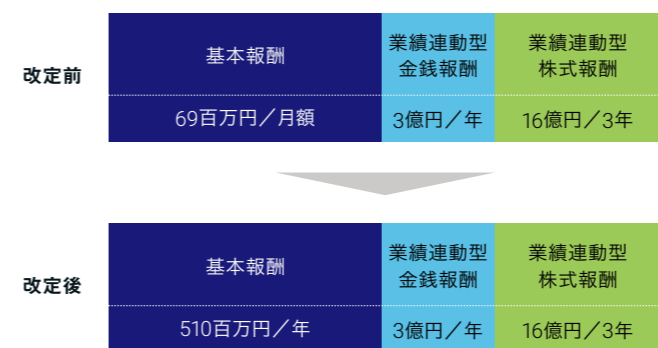 改定前
基本報酬
業績連動型
金銭報酬
業績連動型
株式報酬
69百万円／月額
3億円／年
16億円／3年
改定後
基本報酬
業績連動型
金銭報酬
業績連動型
株式報酬
510百万円／年
3億円／年
16億円／3年